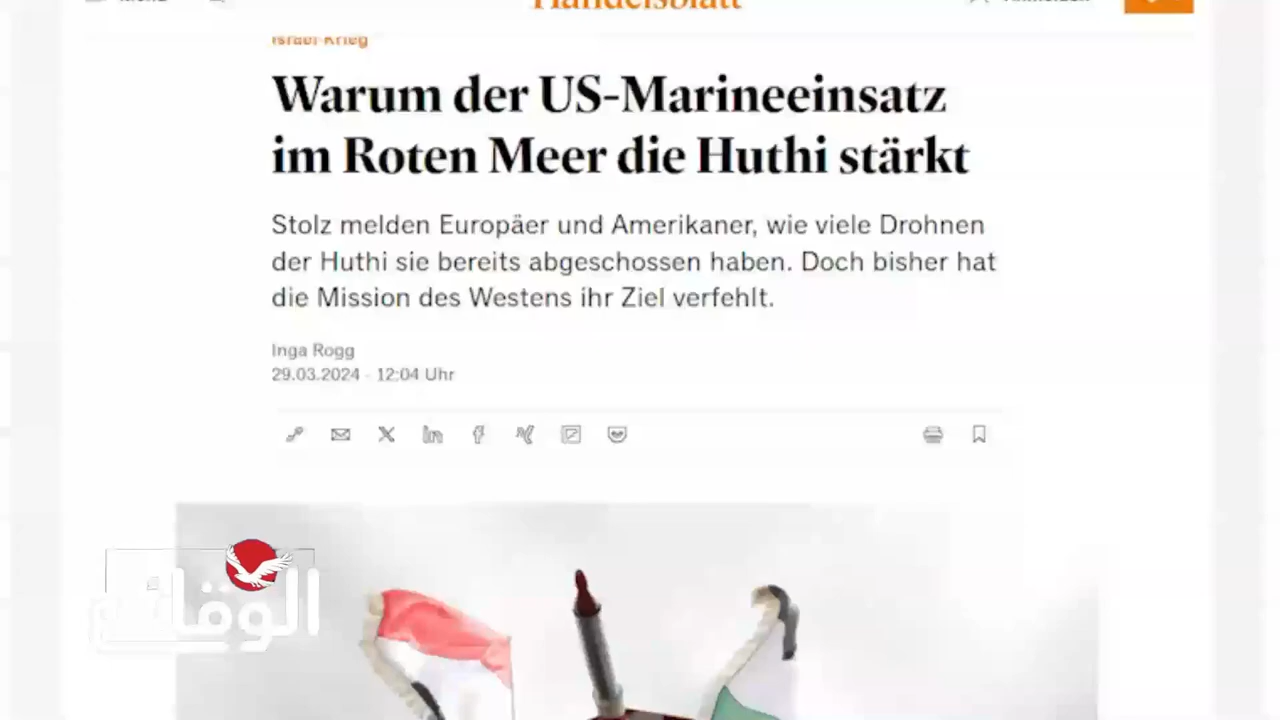 Handelsblatt
Israel-Krieg
Warum der US-Marineeinsatz
im Roten Meer die Huthi stärkt
Stolz melden Europäer und Amerikaner, wie viele Drohnen
der Huthi sie bereits abgeschossen haben. Doch bisher hat
die Mission des Westens ihr Ziel verfehlt.
Inga Rogg
29.03.2024 - 12:04 Uhr